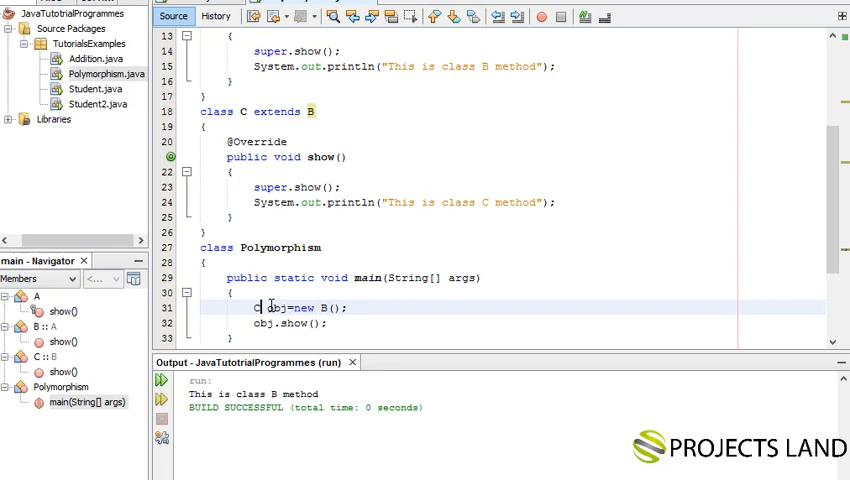 JavaTutotrialProgrammes
Source Packages
TutorialsExamples
Addition.java
Polymorphism.java
Student.java
Student2.java
Libraries
main - Navigator
Members
<...>
A
show()
B :: A
show()
C :: B
show()
Polymorphism
main(String[] args)
Source History
13 {
14 super.show();
15 System.out.println("This is class B method");
16 }
17 }
18 class C extends B
19 {
20 @Override
public void show()
22 {
23 super.show();
24 System.out.println("This is class C method");
25 }
26 }
27 class Polymorphism
28 {
29 public static void main(String[] args)
30 {
31 C obj=new B();
32 obj.show();
33 }
Output - JavaTutotrialProgrammes (run)
run:
This is class B method
BUILD SUCCESSFUL (total time: 0 seconds)
PROJECTS LAND